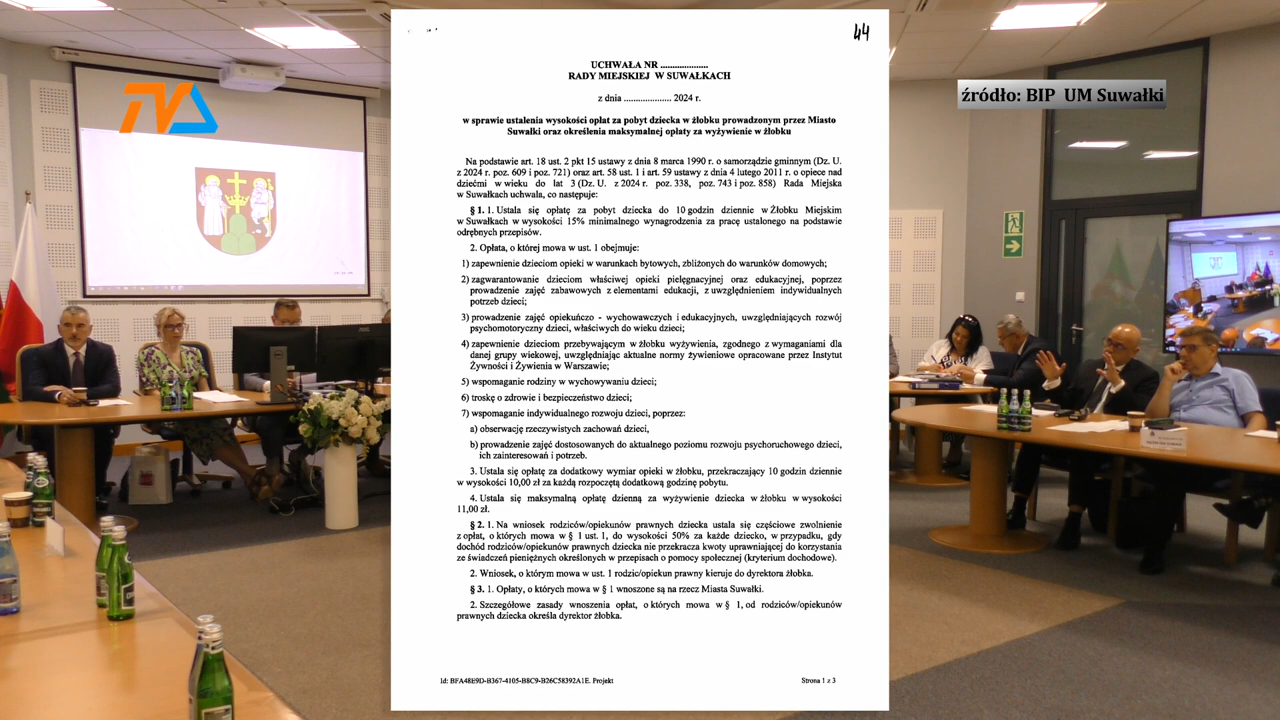 TVA
źródło: BIP UM Suwałki
44
UCHWAŁA NR ....................
RADY MIEJSKIEJ W SUWAŁKACH
z dnia .................... 2024 r.
w sprawie ustalenia wysokości opłat za pobyt dziecka w żłobku prowadzonym przez Miasto
Suwałki oraz określenia maksymalnej opłaty za wyżywienie w żłobku
Na podstawie art. 18 ust. 2 pkt 15 ustawy z dnia 8 marca 1990 r. o samorządzie gminnym (Dz. U.
z 2024 r. poz. 609 i poz. 721) oraz art. 58 ust. 1 i art. 59 ustawy z dnia 4 lutego 2011 r. o opiece nad
dziećmi w wieku do lat 3 (Dz. U. z 2024 r. poz. 338, poz. 743 i poz. 858) Rada Miejska
w Suwałkach uchwala, co następuje:
§ 1. 1. Ustala się opłatę za pobyt dziecka do 10 godzin dziennie w Żłobku Miejskim
w Suwałkach w wysokości 15% minimalnego wynagrodzenia za pracę ustalonego na podstawie
odrębnych przepisów.
2. Opłata, o której mowa w ust. 1 obejmuje:
1) zapewnienie dzieciom opieki w warunkach bytowych, zbliżonych do warunków domowych;
2) zagwarantowanie dzieciom właściwej opieki pielęgnacyjnej oraz edukacyjnej, poprzez
prowadzenie zajęć zabawowych z elementami edukacji, z uwzględnieniem indywidualnych
potrzeb dzieci;
3) prowadzenie zajęć opiekuńczo - wychowawczych i edukacyjnych, uwzględniających rozwój
psychomotoryczny dzieci, właściwych do wieku dzieci;
4) zapewnienie dzieciom przebywającym w żłobku wyżywienia, zgodnego z wymaganiami dla
danej grupy wiekowej, uwzględniając aktualne normy żywieniowe opracowane przez Instytut
Żywności i Żywienia w Warszawie;
5) wspomaganie rodziny w wychowywaniu dzieci;
6) troskę o zdrowie i bezpieczeństwo dzieci;
7) wspomaganie indywidualnego rozwoju dzieci, poprzez:
a) obserwację rzeczywistych zachowań dzieci,
b) prowadzenie zajęć dostosowanych do aktualnego poziomu rozwoju psychoruchowego dzieci,
ich zainteresowań i potrzeb.
3. Ustala się opłatę za dodatkowy wymiar opieki w żłobku, przekraczający 10 godzin dziennie
w wysokości 10,00 zł za każdą rozpoczętą dodatkową godzinę pobytu.
4. Ustala się maksymalną opłatę dzienną za wyżywienie dziecka w żłobku w wysokości
11,00 zł.
§ 2. 1. Na wniosek rodziców/opiekunów prawnych dziecka ustala się częściowe zwolnienie
z opłat, o których mowa w § 1 ust. 1, do wysokości 50% za każde dziecko, w przypadku, gdy
dochód rodziców/opiekunów prawnych dziecka nie przekracza kwoty uprawniającej do korzystania
ze świadczeń pieniężnych określonych w przepisach o pomocy społecznej (kryterium dochodowe).
2. Wniosek, o którym mowa w ust. 1 rodzic/opiekun prawny kieruje do dyrektora żłobka.
§ 3. 1. Opłaty, o których mowa w § 1 wnoszone są na rzecz Miasta Suwałki.
2. Szczegółowe zasady wnoszenia opłat, o których mowa w § 1, od rodziców/opiekunów
prawnych dziecka określa dyrektor żłobka.
Id: BFA48E9D-B367-4105-B8C9-B26C58392A1E. Projekt
Strona 1 z 3